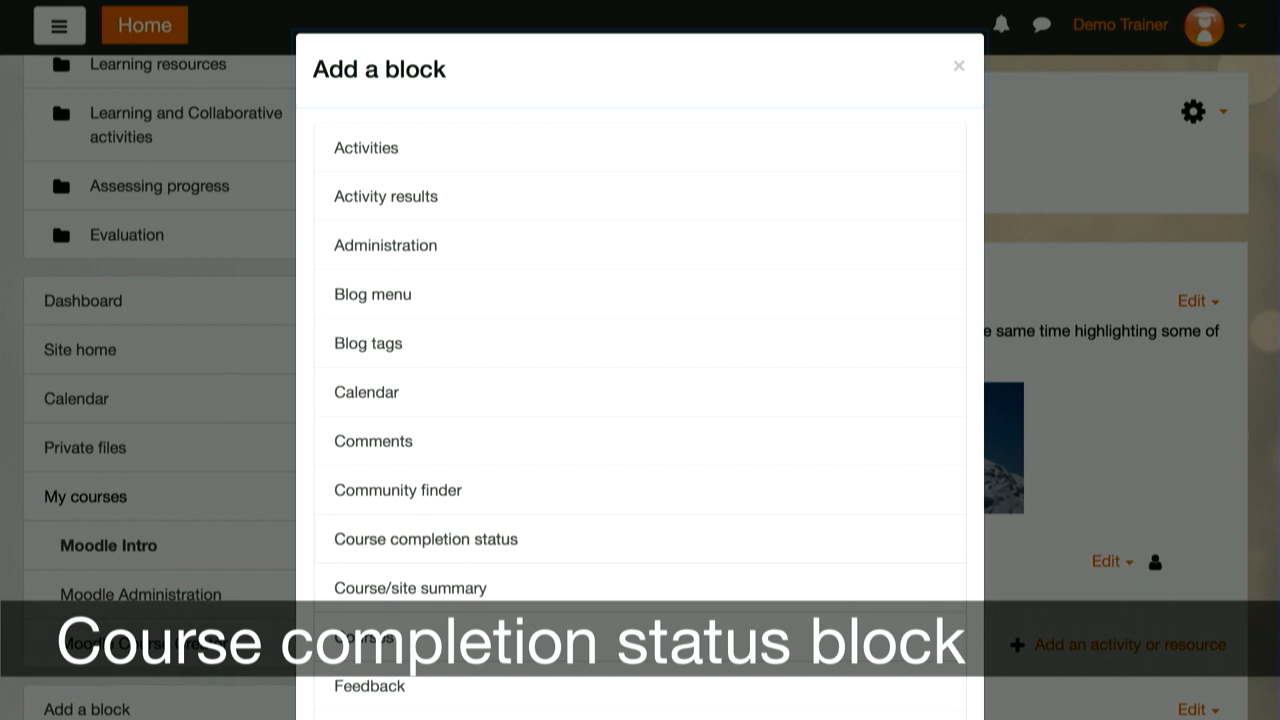 Home
Demo Trainer
Learning resources
Learning and Collaborative
activities
Assessing progress
Evaluation
Dashboard
Site home
Calendar
Private files
My courses
Moodle Intro
Moodle Administration
Add a block
Add a block
×
Activities
Activity results
Administration
Blog menu
Blog tags
Calendar
Comments
Community finder
Course completion status
Course/site summary
Courses
Feedback
Edit
e same time highlighting some of
Edit
Add an activity or resource
Edit
Course completion status block